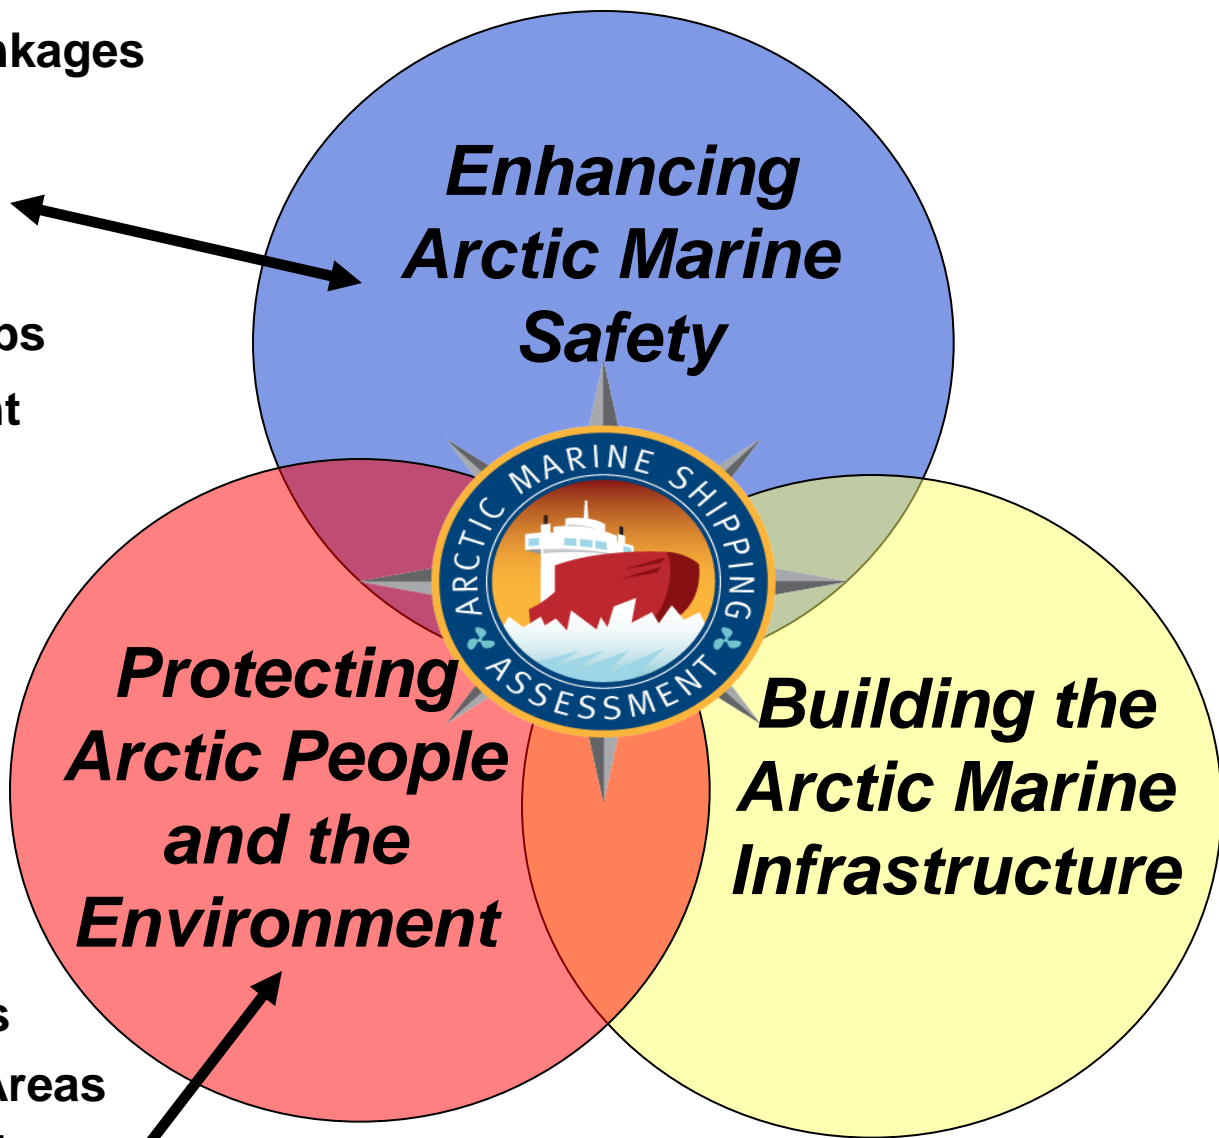 nkages
Enhancing
Arctic Marine
Safety
ps
nt
ARCTIC MARINE SHIPPING
ASSESSMENT
Protecting
Arctic People
and the
Environment
Building the
Arctic Marine
Infrastructure
s
Areas